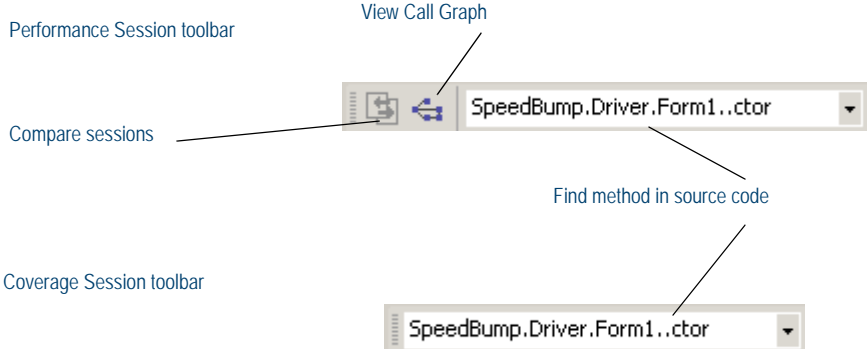 View Call Graph
Performance Session toolbar
SpeedBump.Driver.Form1..ctor
Compare sessions
Find method in source code
Coverage Session toolbar
SpeedBump.Driver.Form1..ctor